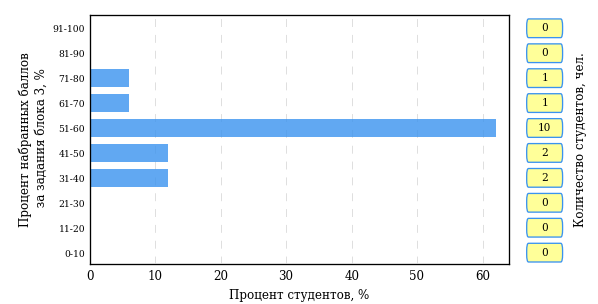 Процент набранных баллов
за задания блока 3, %
91-100 0
81-90 0
71-80 1
61-70 1
51-60 10
41-50 2
31-40 2
21-30 0
11-20 0
0-10 0
0 10 20 30 40 50 60
Процент студентов, %
Количество студентов, чел.